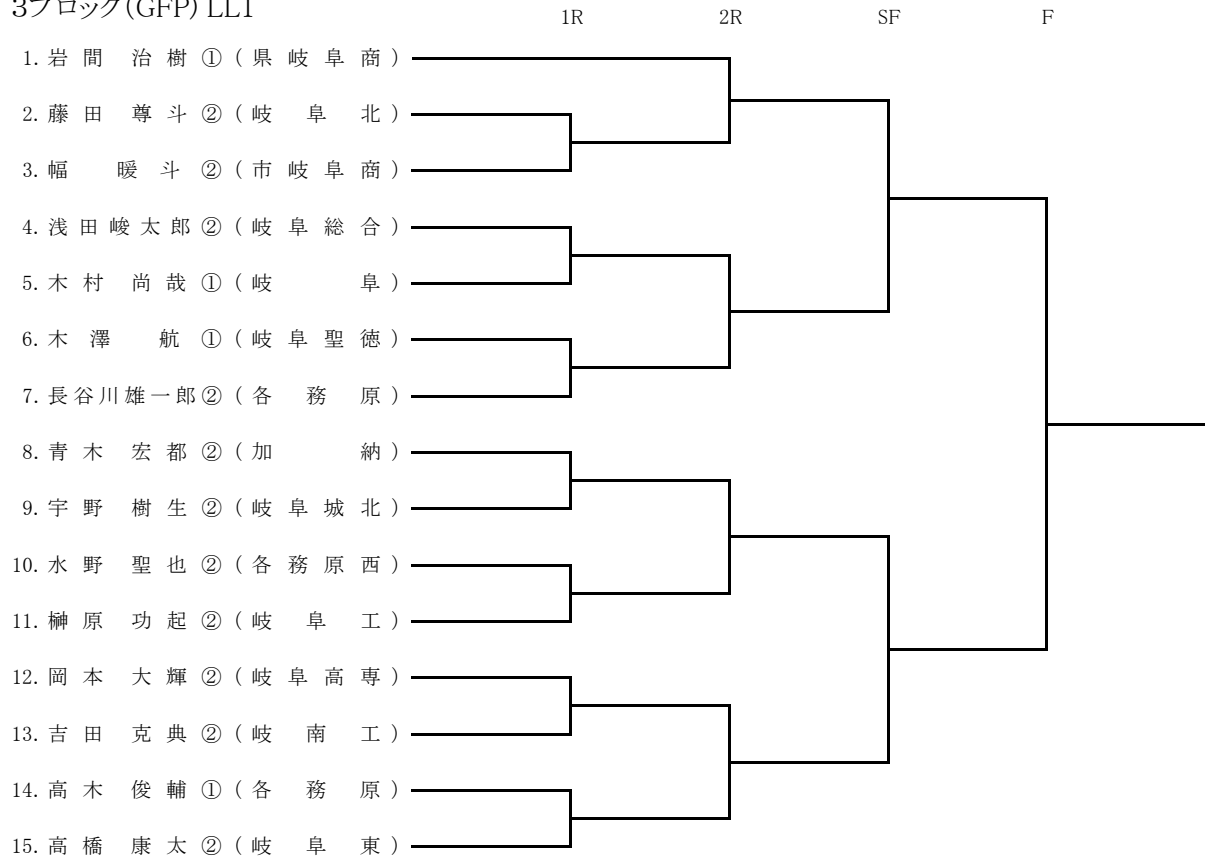 3ブロック(GFP) LL1
1R 2R SF F
1. 岩間 治樹 ① (県岐阜商)
2. 藤田 尊斗 ② (岐阜北)
3. 幅 暖斗 ② (市岐阜商)
4. 浅田峻太郎 ② (岐阜総合)
5. 木村 尚哉 ① (岐阜)
6. 木澤 航 ① (岐阜聖徳)
7. 長谷川雄一郎 ② (各務原)
8. 青木 宏都 ② (加納)
9. 宇野 樹生 ② (岐阜城北)
10. 水野 聖也 ② (各務原西)
11. 榊原 功起 ② (岐阜工)
12. 岡本 大輝 ② (岐阜高専)
13. 吉田 克典 ② (岐南工)
14. 高木 俊輔 ① (各務原)
15. 高橋 康太 ② (岐阜東)